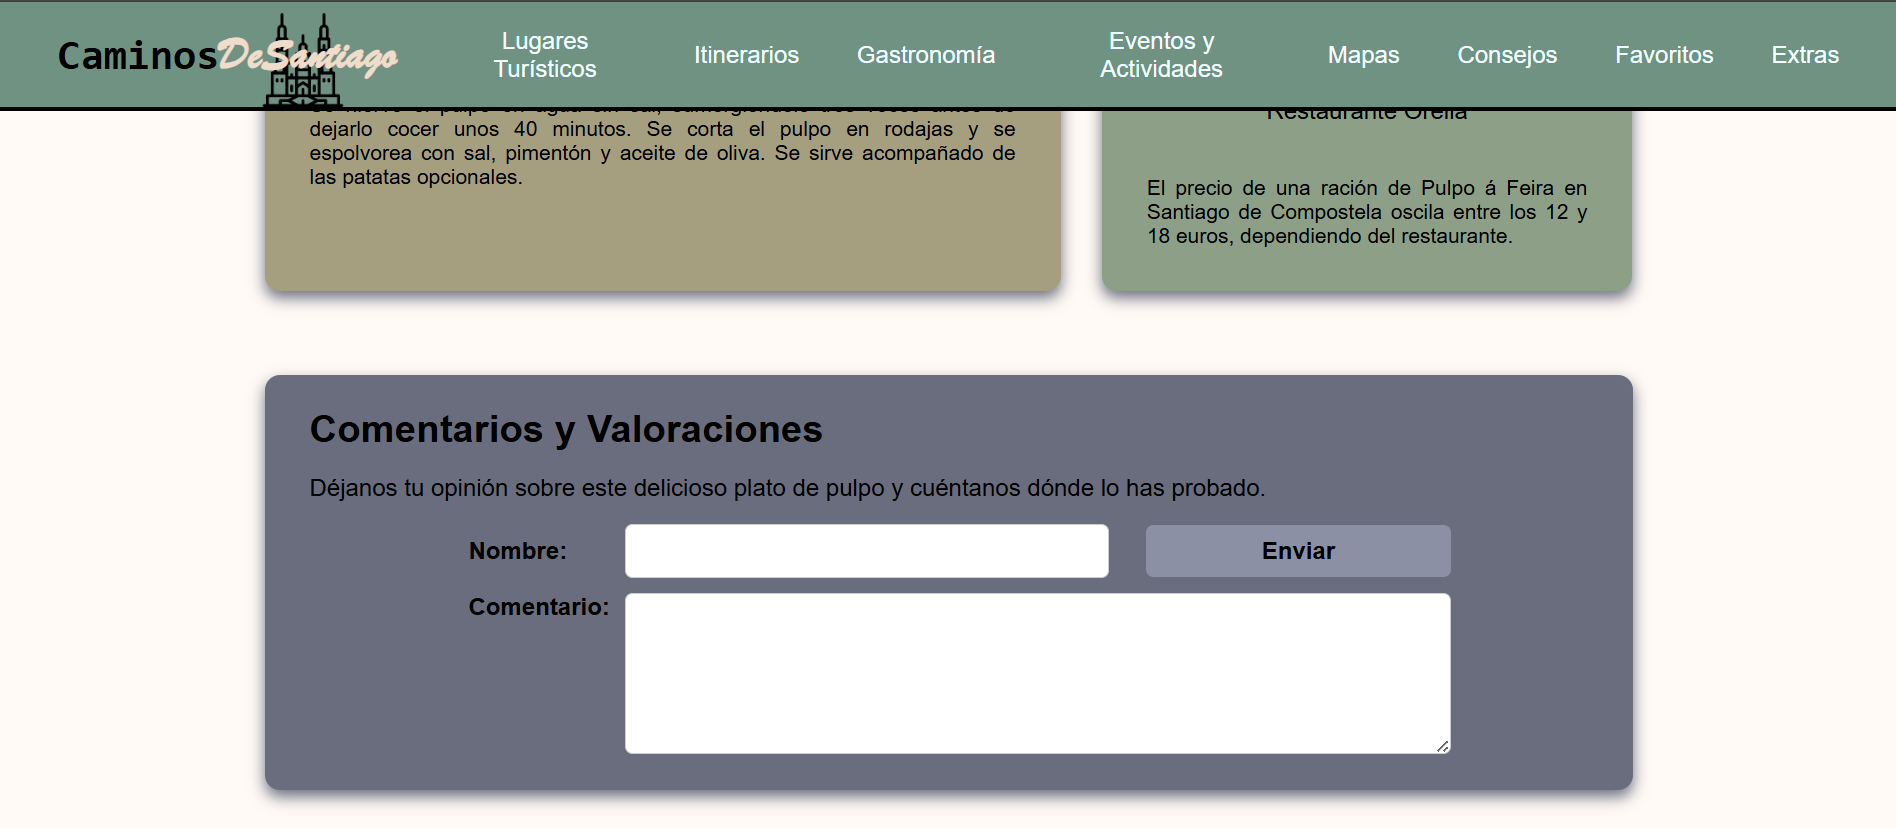 CaminosDeSantiago
Lugares
Turísticos
Itinerarios
Gastronomía
Eventos y
Actividades
Mapas
Consejos
Favoritos
Extras
dejarlo cocer unos 40 minutos. Se corta el pulpo en rodajas y se
espolvorea con sal, pimentón y aceite de oliva. Se sirve acompañado de
las patatas opcionales.
Restaurante Orella
El precio de una ración de Pulpo á Feira en
Santiago de Compostela oscila entre los 12 y
18 euros, dependiendo del restaurante.
Comentarios y Valoraciones
Déjanos tu opinión sobre este delicioso plato de pulpo y cuéntanos dónde lo has probado.
Nombre:
Enviar
Comentario: